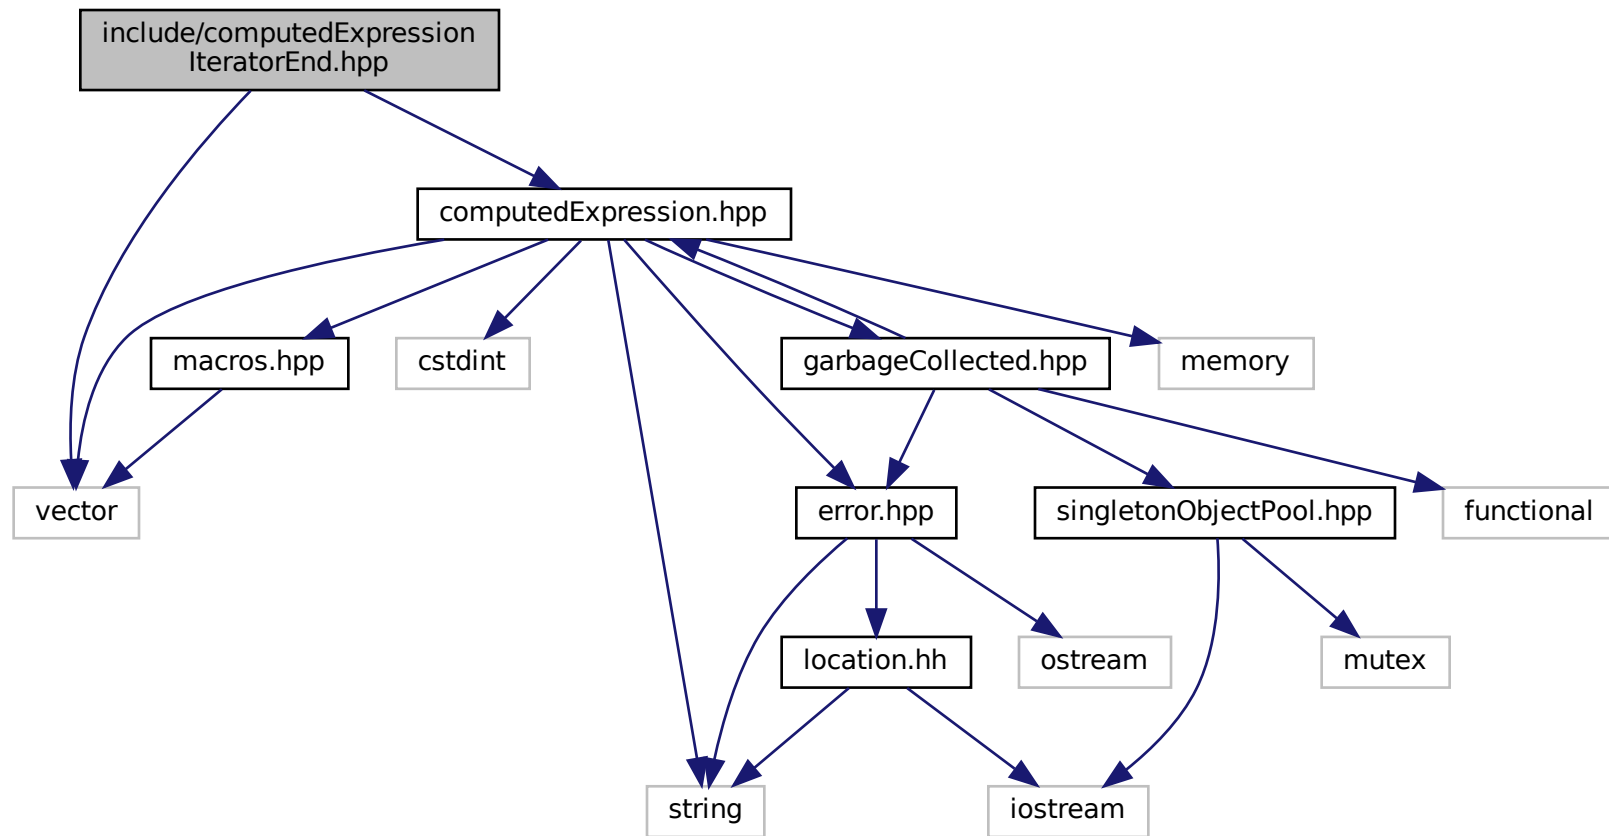 include/computedExpression
IteratorEnd.hpp
computedExpression.hpp
macros.hpp
cstdint
garbageCollected.hpp
memory
vector
error.hpp
singletonObjectPool.hpp
functional
location.hh
ostream
mutex
string
iostream